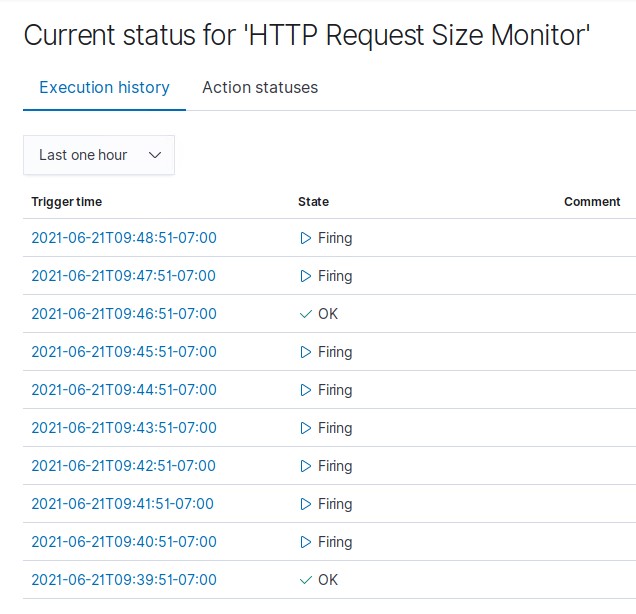 Current status for 'HTTP Request Size Monitor'
Execution history Action statuses
Last one hour
Trigger time State Comment
2021-06-21T09:48:51-07:00 Firing
2021-06-21T09:47:51-07:00 Firing
2021-06-21T09:46:51-07:00 OK
2021-06-21T09:45:51-07:00 Firing
2021-06-21T09:44:51-07:00 Firing
2021-06-21T09:43:51-07:00 Firing
2021-06-21T09:42:51-07:00 Firing
2021-06-21T09:41:51-07:00 Firing
2021-06-21T09:40:51-07:00 Firing
2021-06-21T09:39:51-07:00 OK